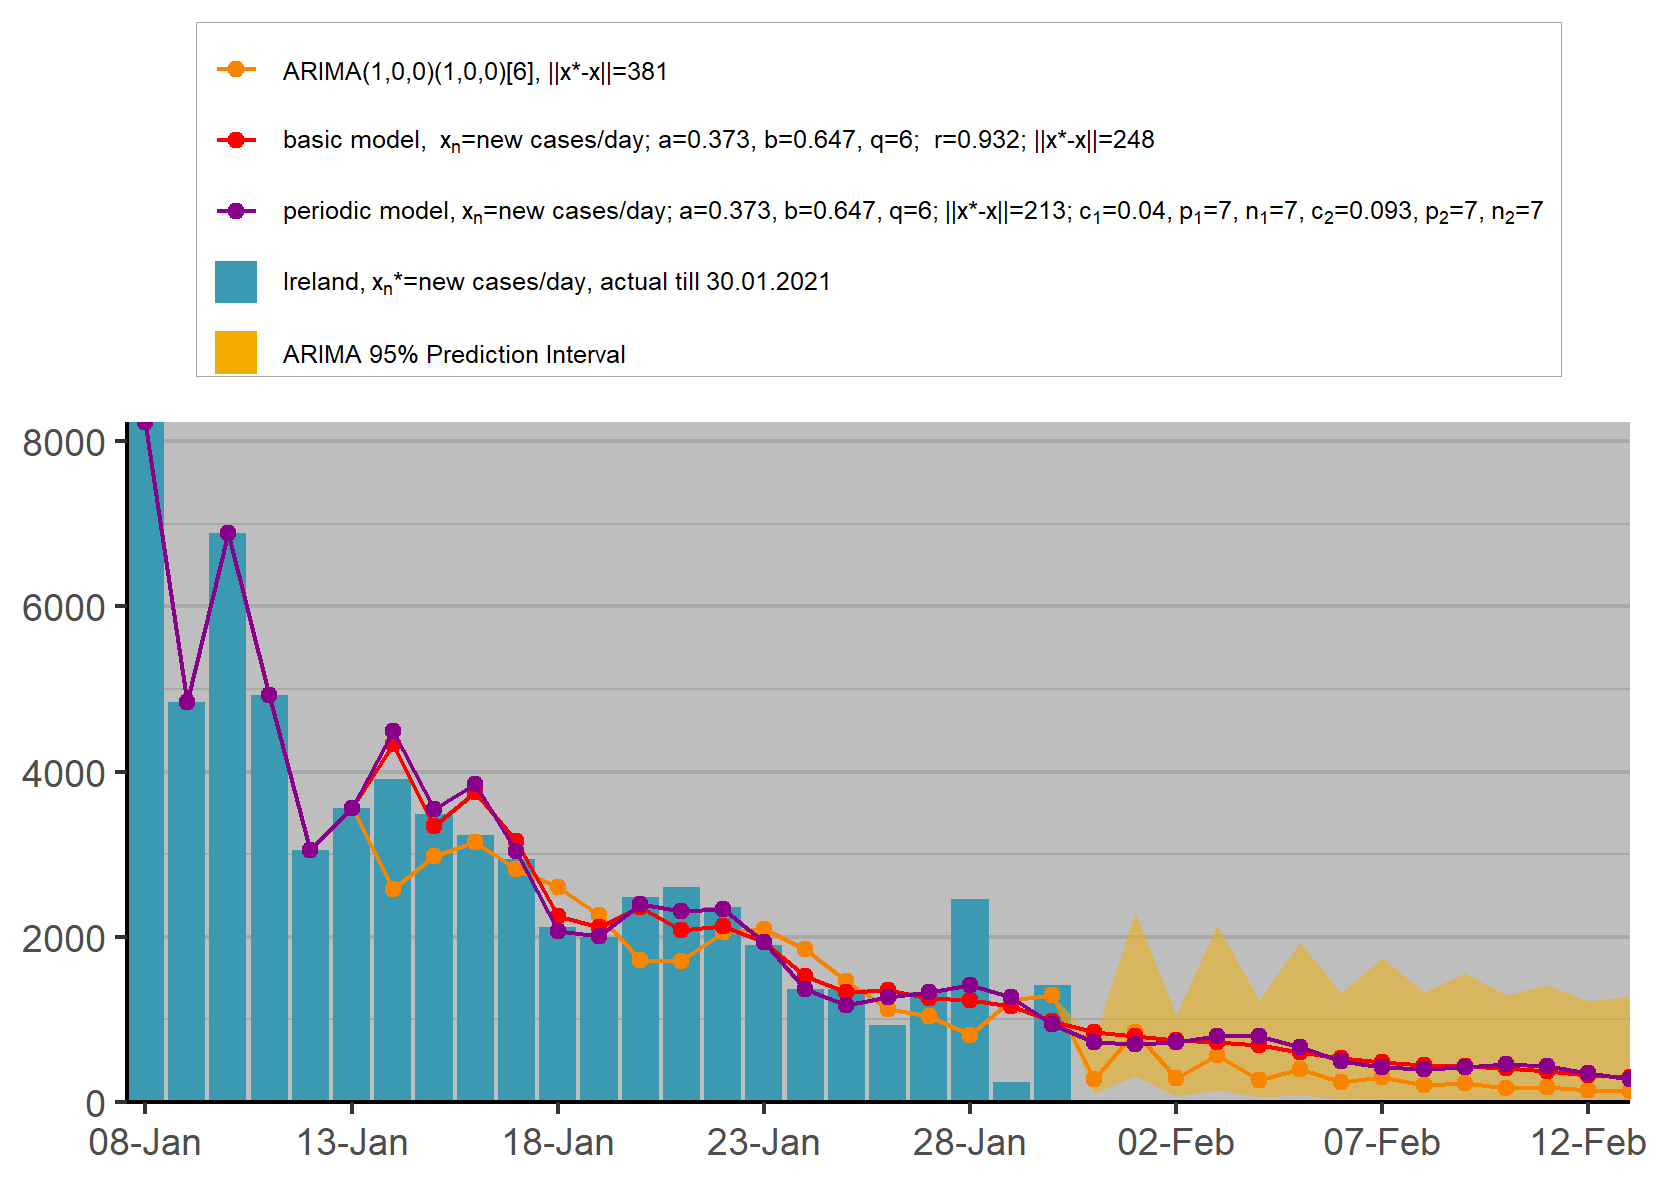 ARIMA(1,0,0)(1,0,0)[6], ||x*-x||=381
basic model,  xₙ=new cases/day; a=0.373, b=0.647, q=6;  r=0.932; ||x*-x||=248
periodic model, xₙ=new cases/day; a=0.373, b=0.647, q=6; ||x*-x||=213; c₁=0.04, p₁=7, n₁=7, c₂=0.093, p₂=7, n₂=7
Ireland, xₙ*=new cases/day, actual till 30.01.2021
ARIMA 95% Prediction Interval
8000
6000
4000
2000
0
08-Jan 13-Jan 18-Jan 23-Jan 28-Jan 02-Feb 07-Feb 12-Feb